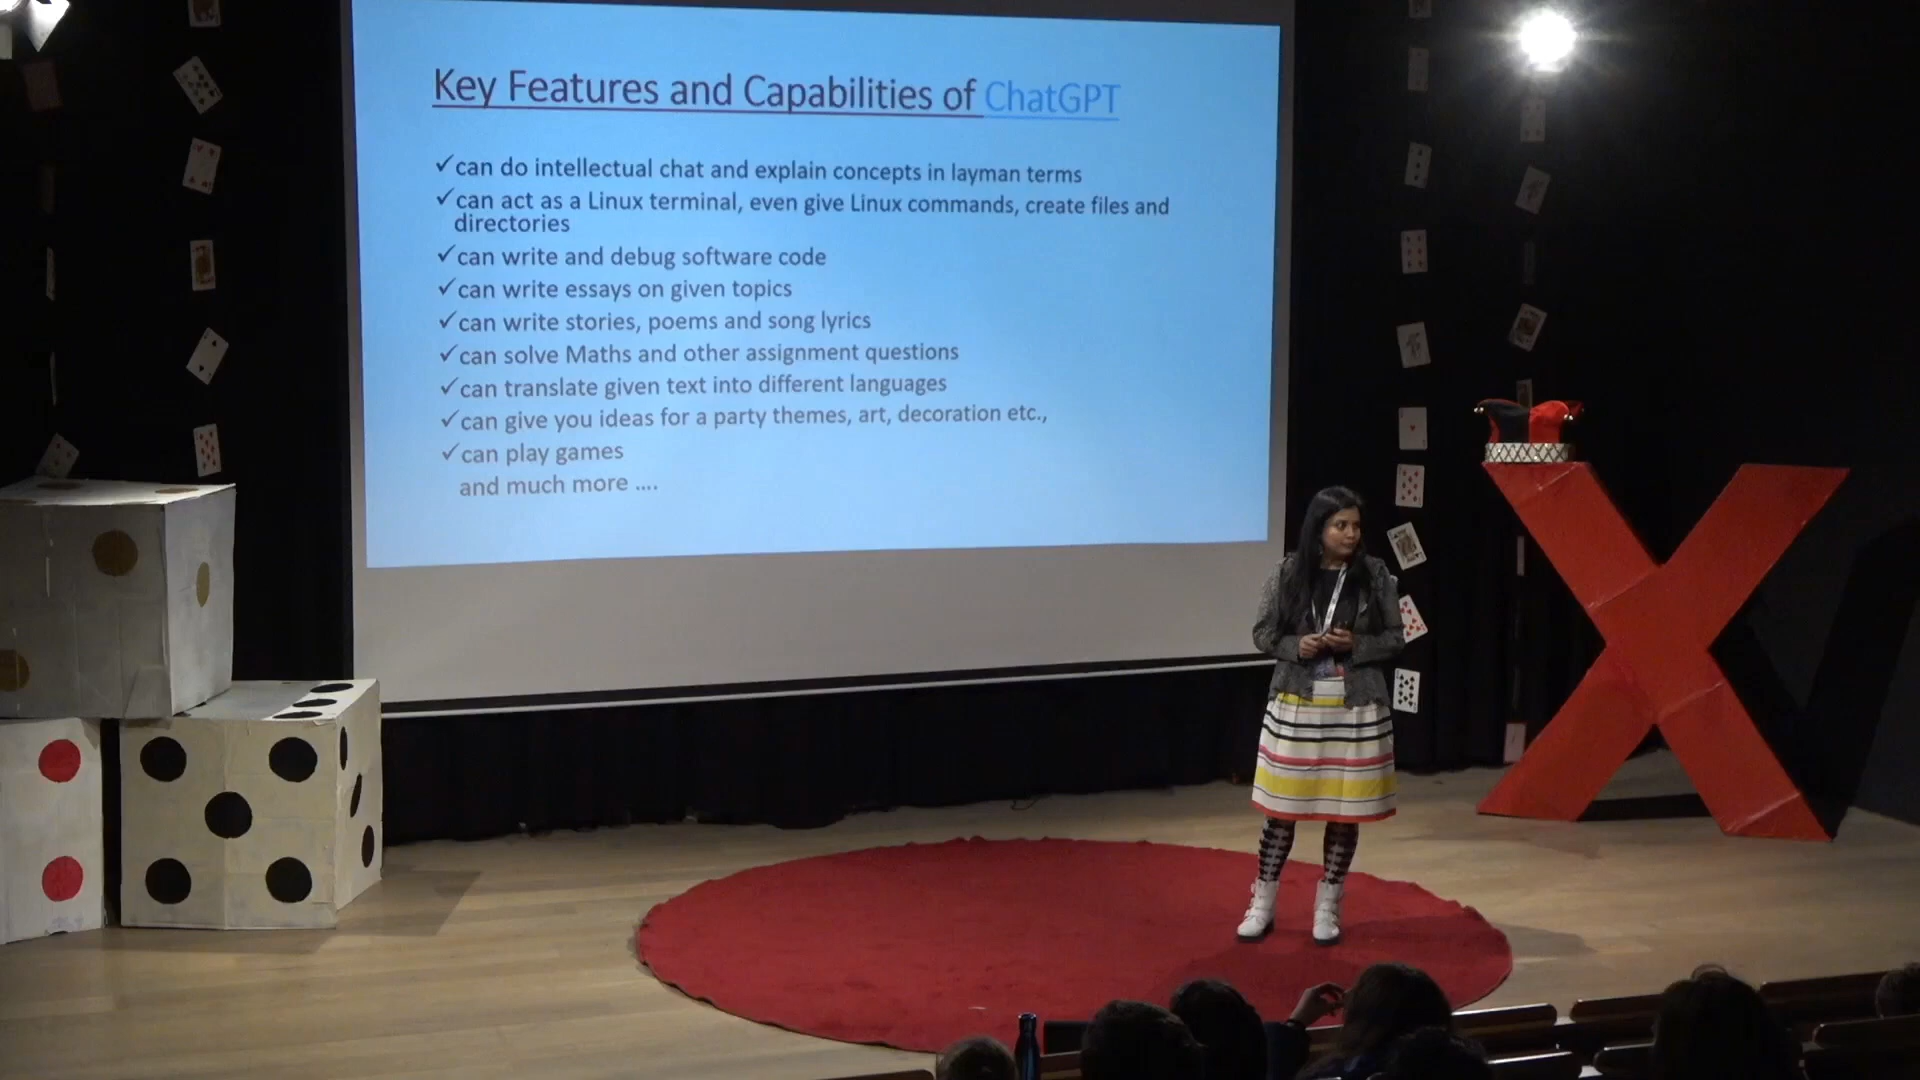 Key Features and Capabilities of ChatGPT
✓can do intellectual chat and explain concepts in layman terms
✓can act as a Linux terminal, even give Linux commands, create files and
directories
✓can write and debug software code
✓can write essays on given topics
✓can write stories, poems and song lyrics
✓can solve Maths and other assignment questions
✓can translate given text into different languages
✓can give you ideas for a party themes, art, decoration etc.,
✓can play games
and much more ....
X